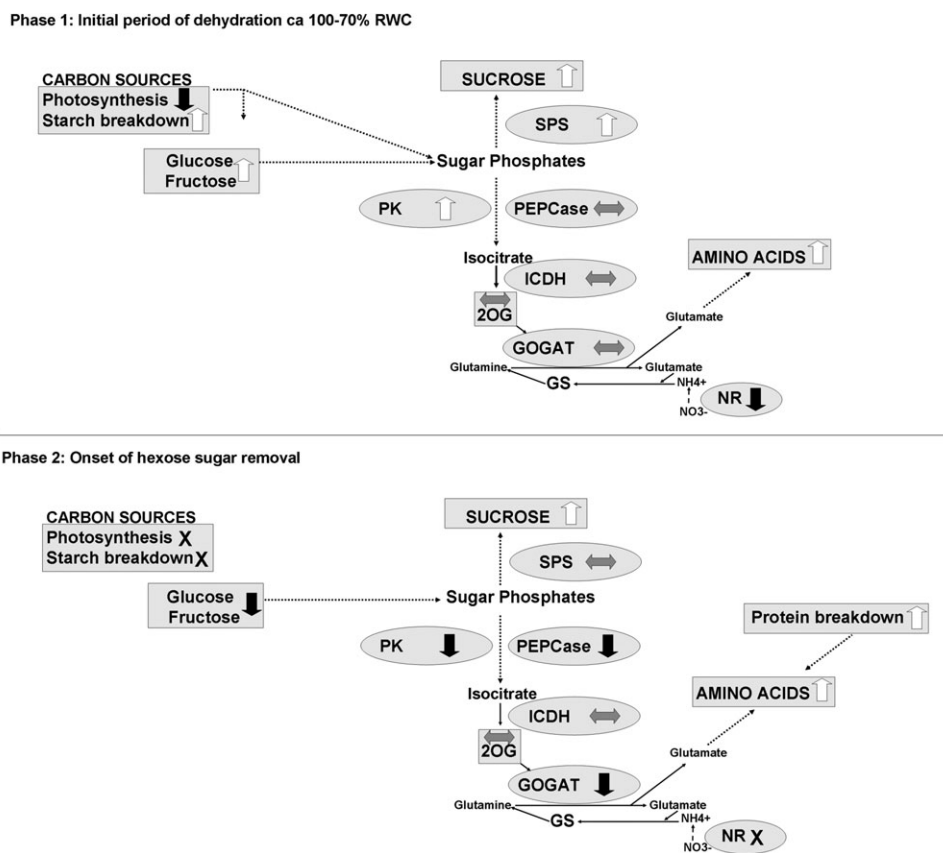 Phase 1: Initial period of dehydration ca 100-70% RWC
CARBON SOURCES
Photosynthesis
Starch breakdown
SUCROSE
SPS
Glucose
Fructose
Sugar Phosphates
PK
PEPCase
Isocitrate
ICDH
AMINO ACIDS
2OG
Glutamate
GOGAT
Glutamine
Glutamate
GS
NH4+
NR
NO3-
Phase 2: Onset of hexose sugar removal
CARBON SOURCES
Photosynthesis X
Starch breakdown X
SUCROSE
SPS
Glucose
Fructose
Sugar Phosphates
Protein breakdown
PK
PEPCase
Isocitrate
AMINO ACIDS
ICDH
2OG
Glutamate
GOGAT
Glutamine
Glutamate
GS
NH4+
NR X
NO3-